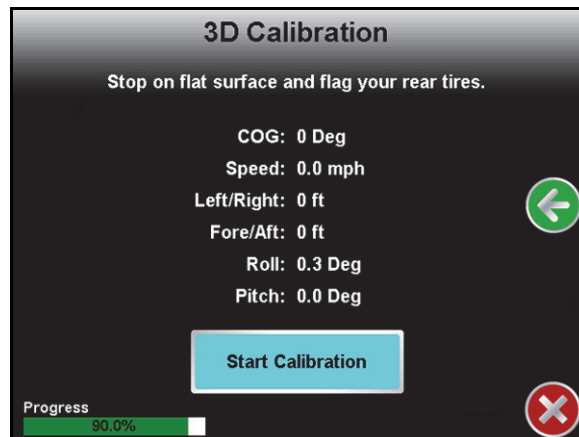 3D Calibration
Stop on flat surface and flag your rear tires.
COG: 0 Deg
Speed: 0.0 mph
Left/Right: 0 ft
Fore/Aft: 0 ft
Roll: 0.3 Deg
Pitch: 0.0 Deg
Start Calibration
Progress
90.0%